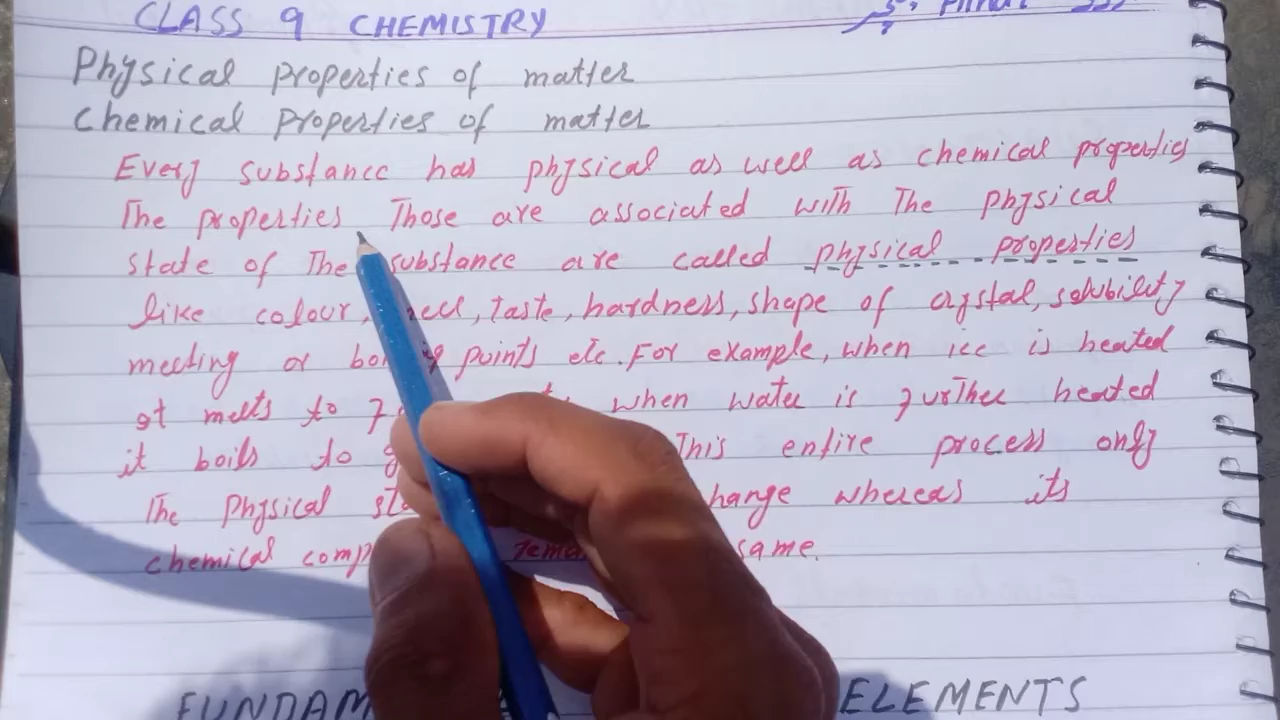 CLASS 9 CHEMISTRY
Physical properties of matter
Chemical properties of matter
Every substance has physical as well as chemical properties
The properties Those are associated with The physical
state of The substance are called physical properties
like colour, taste, hardness, shape of crystal, solubility
melting or points etc. For example, when ice is heated
it melts to when water is further heated
it boils to This entire process only
The physical whereas its
chemical same.
ELEMENTS